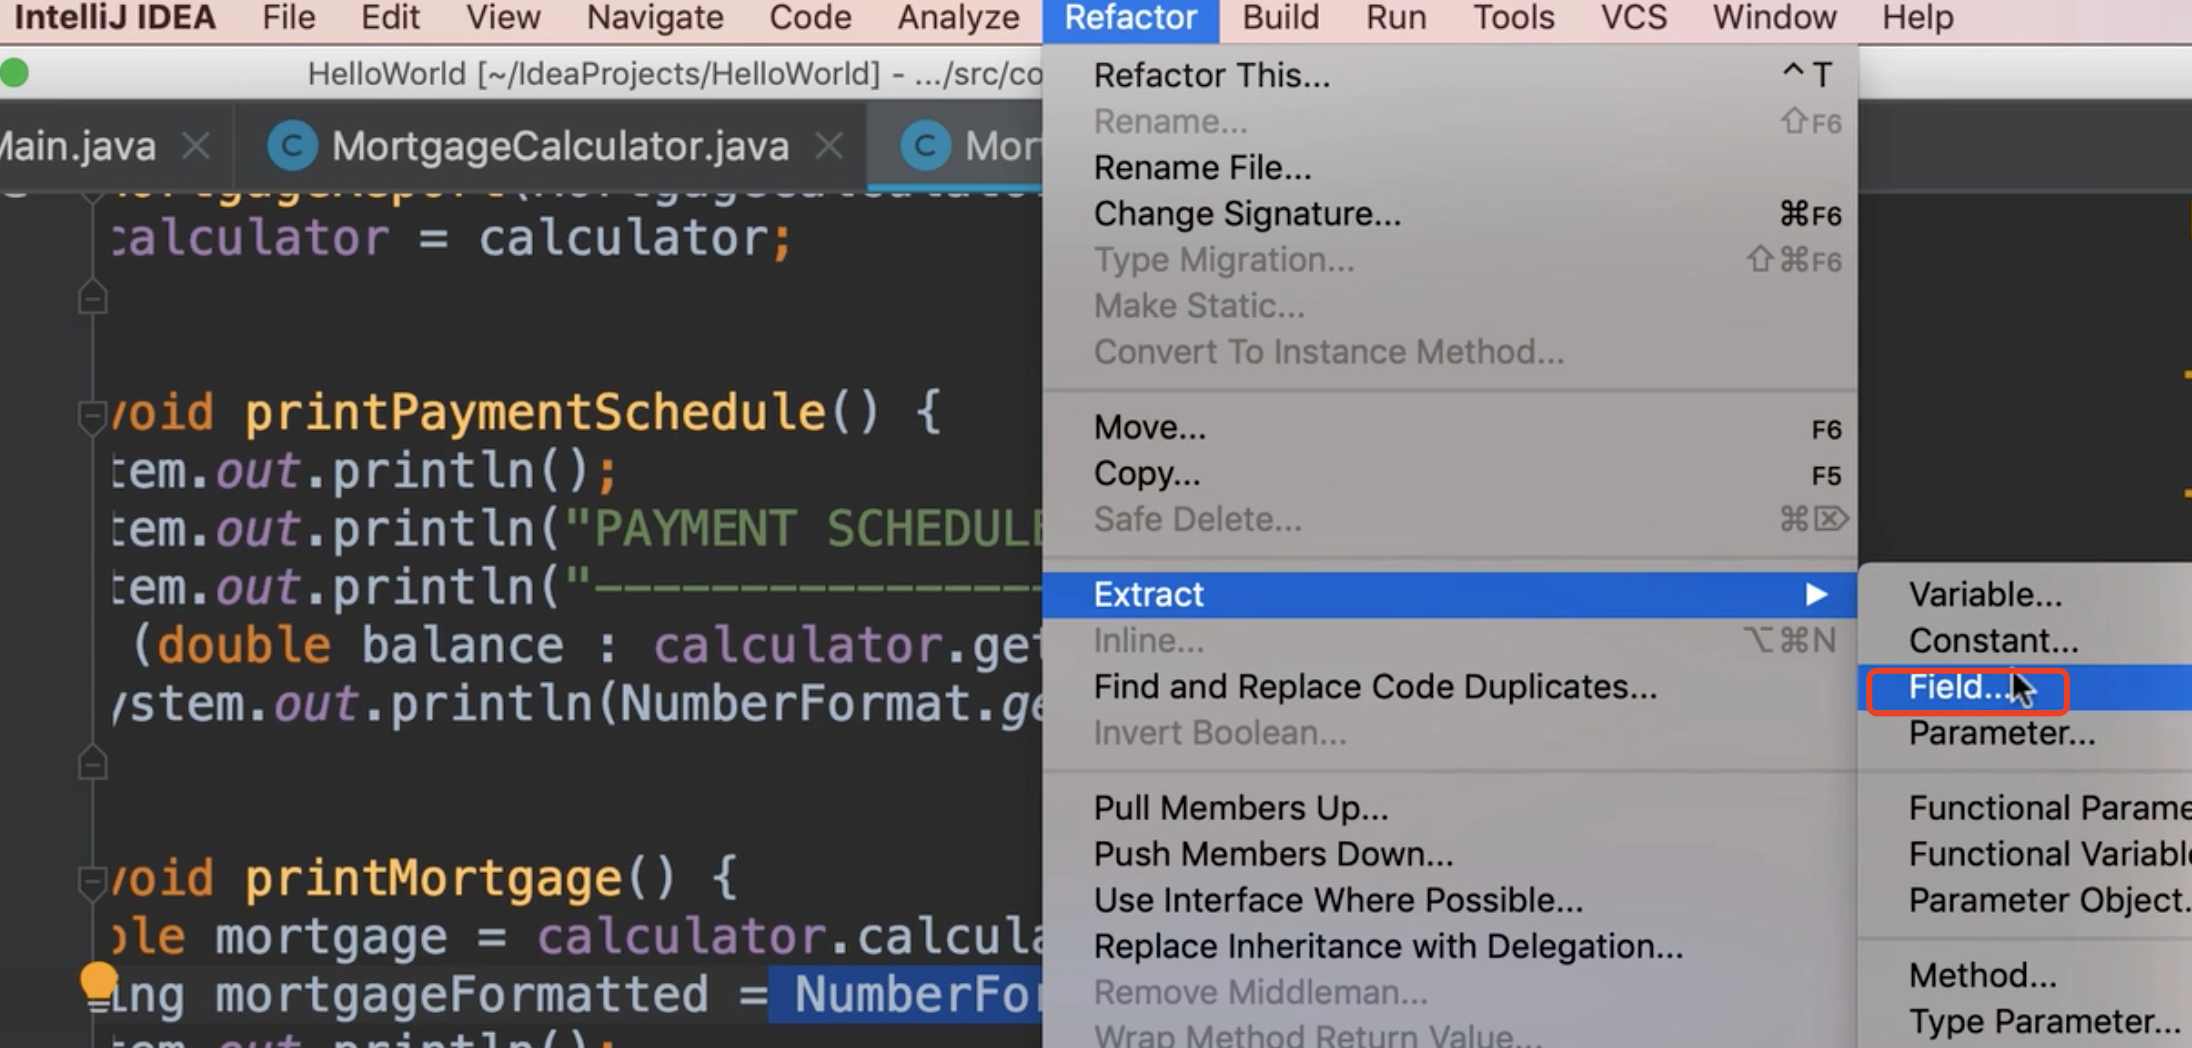 IntelliJ IDEA File Edit View Navigate Code Analyze Refactor Build Run Tools VCS Window Help
HelloWorld [~/IdeaProjects/HelloWorld] - .../src/co
Main.java MortgageCalculator.java Mor
calculator = calculator;
void printPaymentSchedule() {
tem.out.println();
tem.out.println("PAYMENT SCHEDULE
tem.out.println("----------------
(double balance : calculator.get
ystem.out.println(NumberFormat.ge
void printMortgage() {
ble mortgage = calculator.calcula
ing mortgageFormatted = NumberFor
tem.out.println();
Refactor This... ^T
Rename... ⇧F6
Rename File...
Change Signature... ⌘F6
Type Migration... ⇧⌘F6
Make Static...
Convert To Instance Method...
Move... F6
Copy... F5
Safe Delete... ⌘⌦
Extract ▶
Inline... ⌥⌘N
Find and Replace Code Duplicates...
Invert Boolean...
Pull Members Up...
Push Members Down...
Use Interface Where Possible...
Replace Inheritance with Delegation...
Remove Middleman...
Wrap Method Return Value...
Variable...
Constant...
Field...
Parameter...
Functional Parame
Functional Variable
Parameter Object.
Method...
Type Parameter...